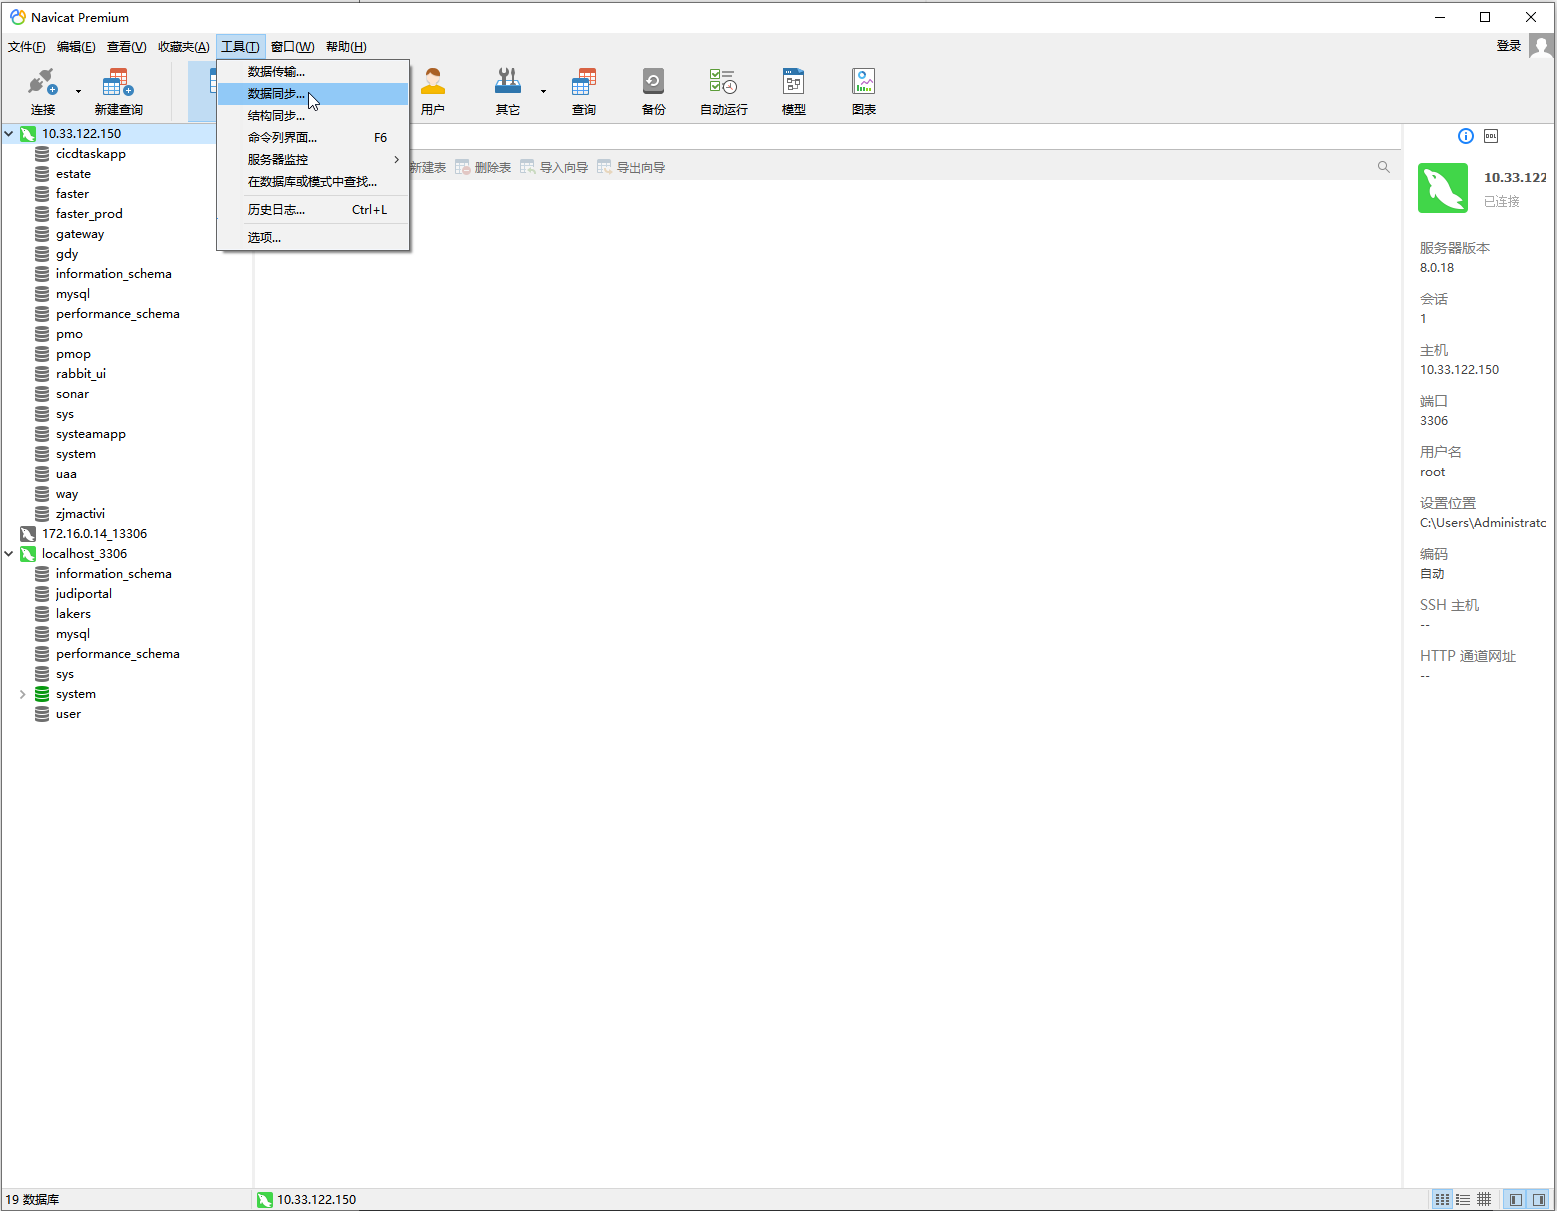 Navicat Premium
文件(F) 编辑(E) 查看(V) 收藏夹(A) 工具(T) 窗口(W) 帮助(H) 登录
连接 新建查询 用户 其它 查询 备份 自动运行 模型 图表
数据传输...
数据同步...
结构同步...
命令列界面... F6
服务器监控
在数据库或模式中查找...
历史日志... Ctrl+L
选项...
新建表 删除表 导入向导 导出向导
10.33.122.150
cicdtaskapp
estate
faster
faster_prod
gateway
gdy
information_schema
mysql
performance_schema
pmo
pmop
rabbit_ui
sonar
sys
systeamapp
system
uaa
way
zjmactivi
172.16.0.14_13306
localhost_3306
information_schema
judiportal
lakers
mysql
performance_schema
sys
system
user
DDL
10.33.122
已连接
服务器版本
8.0.18
会话
1
主机
10.33.122.150
端口
3306
用户名
root
设置位置
C:\Users\Administrato
编码
自动
SSH 主机
--
HTTP 通道网址
--
19 数据库 10.33.122.150